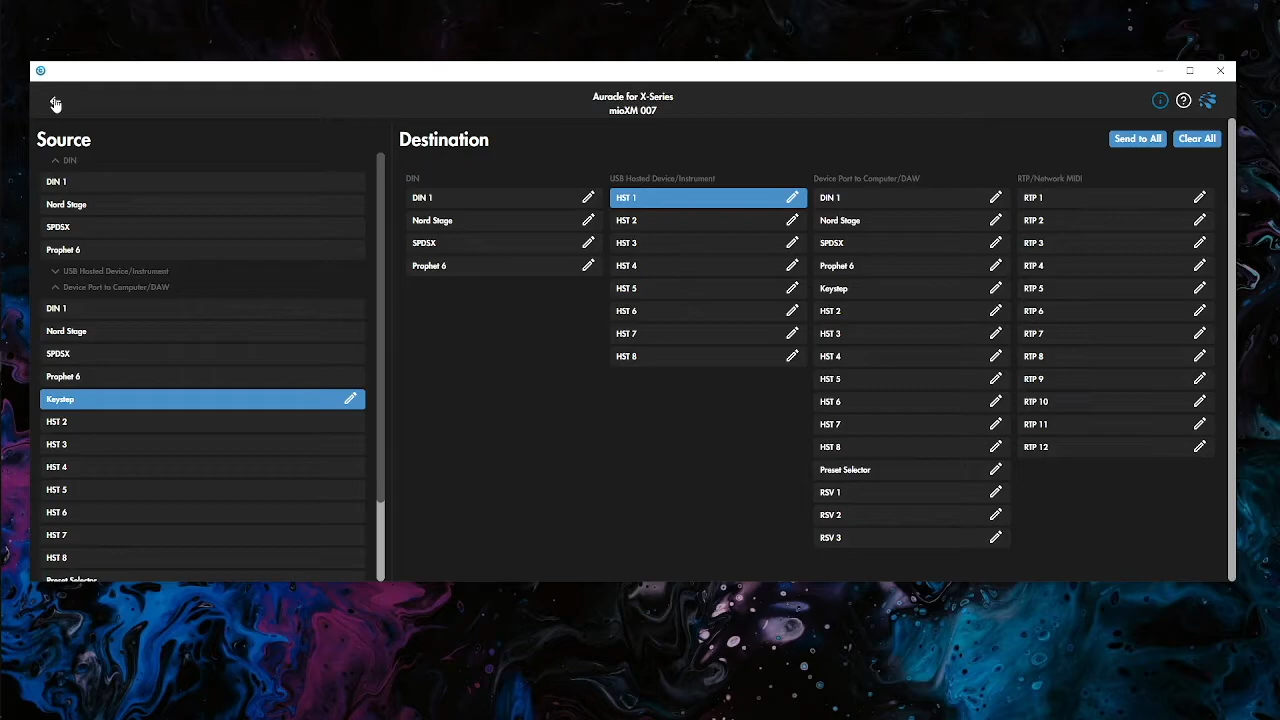 Auracle for X-Series
mioXM 007
Source
DIN
DIN 1
Nord Stage
SPDSX
Prophet 6
USB Hosted Device/Instrument
Device Port to Computer/DAW
DIN 1
Nord Stage
SPDSX
Prophet 6
Keystep
HST 2
HST 3
HST 4
HST 5
HST 6
HST 7
HST 8
Preset Selector
Destination
Send to All
Clear All
DIN
DIN 1
Nord Stage
SPDSX
Prophet 6
USB Hosted Device/Instrument
HST 1
HST 2
HST 3
HST 4
HST 5
HST 6
HST 7
HST 8
Device Port to Computer/DAW
DIN 1
Nord Stage
SPDSX
Prophet 6
Keystep
HST 2
HST 3
HST 4
HST 5
HST 6
HST 7
HST 8
Preset Selector
RSV 1
RSV 2
RSV 3
RTP/Network MIDI
RTP 1
RTP 2
RTP 3
RTP 4
RTP 5
RTP 6
RTP 7
RTP 8
RTP 9
RTP 10
RTP 11
RTP 12